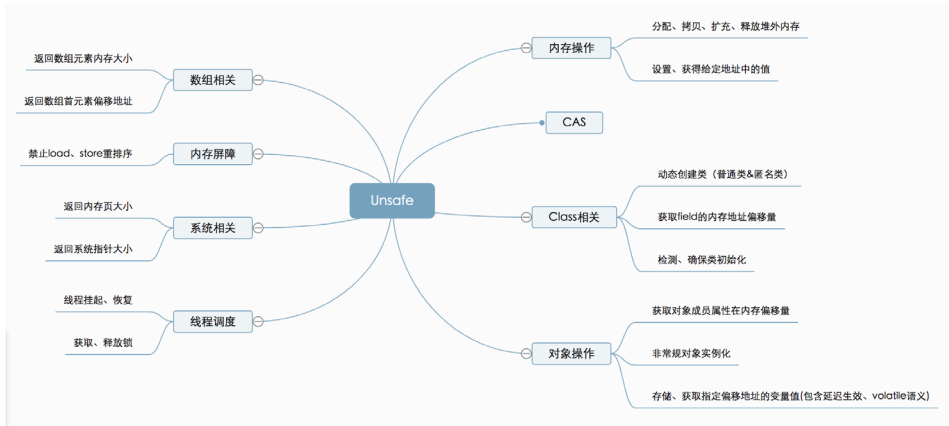 Unsafe
内存操作
分配、拷贝、扩充、释放堆外内存
设置、获得给定地址中的值
CAS
Class相关
动态创建类（普通类&匿名类）
获取field的内存地址偏移量
检测、确保类初始化
对象操作
获取对象成员属性在内存偏移量
非常规对象实例化
存储、获取指定偏移地址的变量值(包含延迟生效、volatile语义)
数组相关
返回数组元素内存大小
返回数组首元素偏移地址
内存屏障
禁止load、store重排序
系统相关
返回内存页大小
返回系统指针大小
线程调度
线程挂起、恢复
获取、释放锁